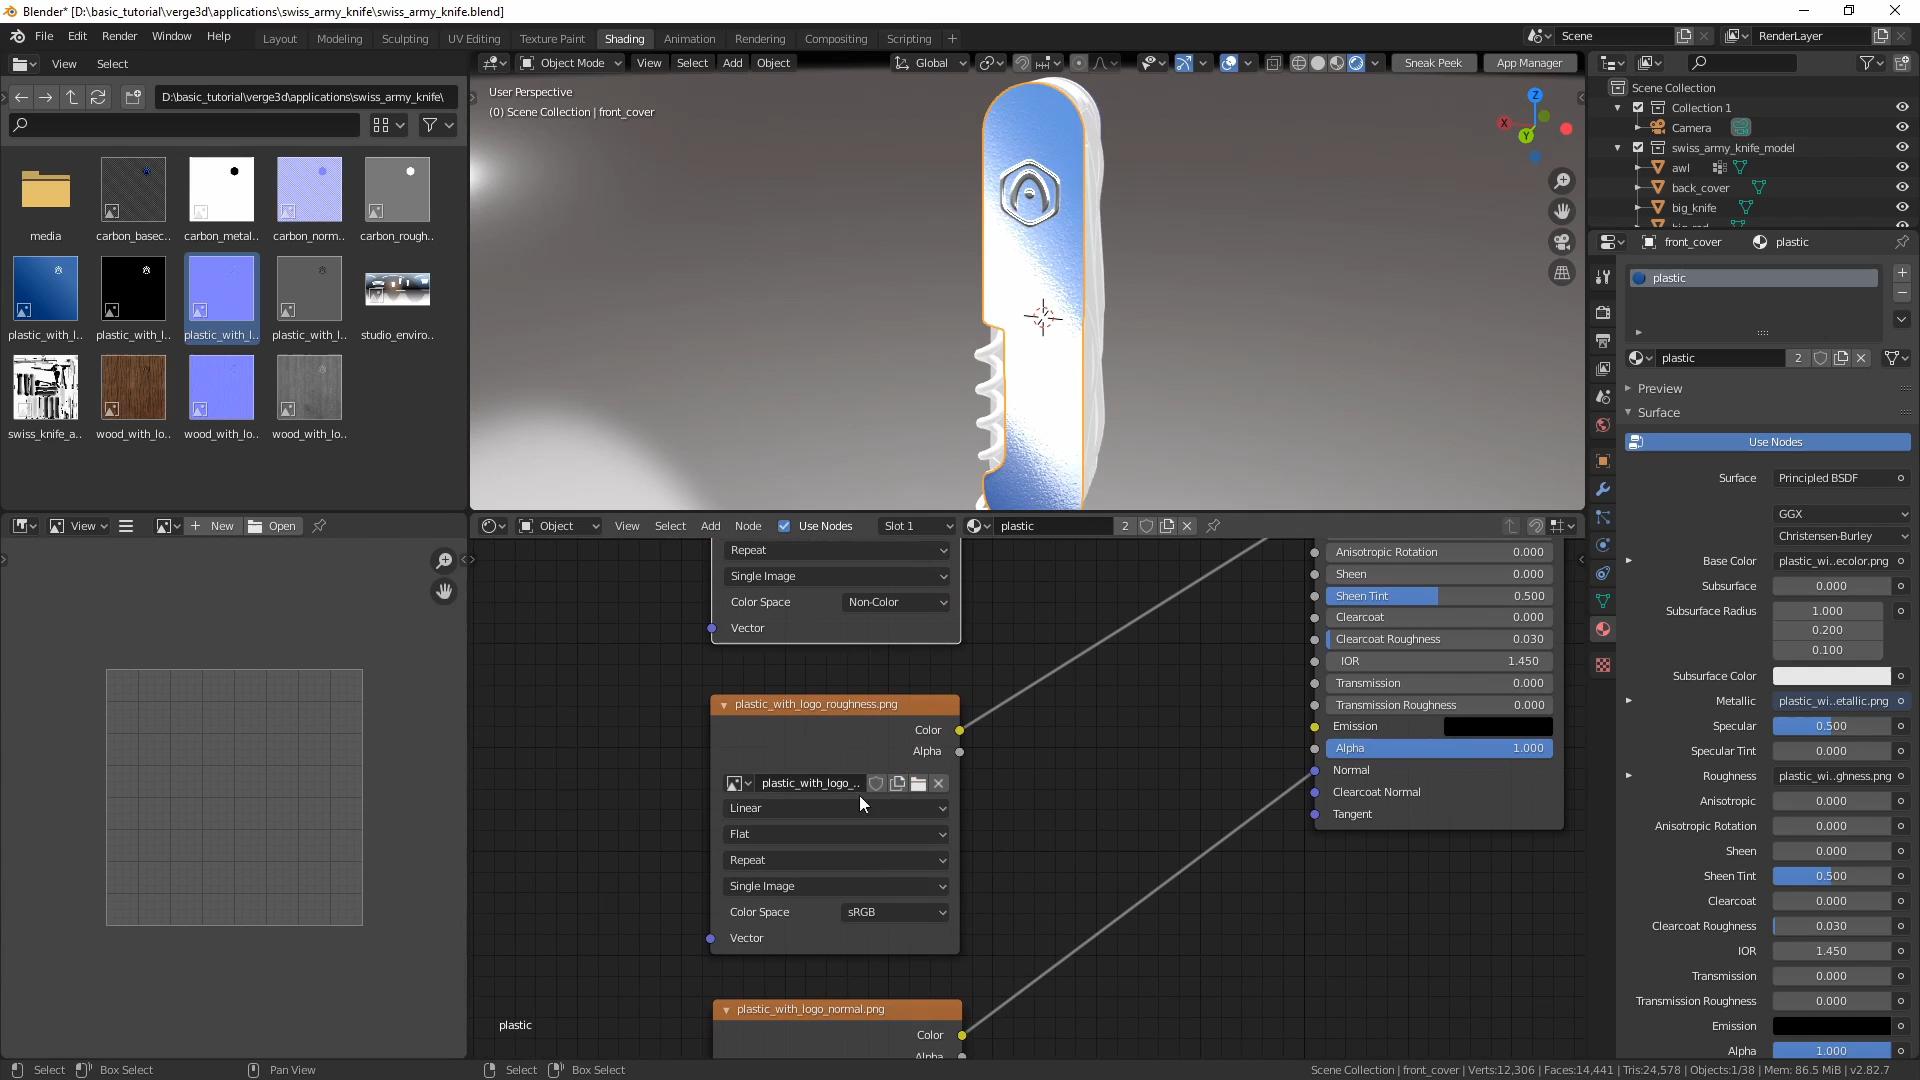 Blender* [D:\basic_tutorial\verge3d\applications\swiss_army_knife\swiss_army_knife.blend]
File Edit Render Window Help Layout Modeling Sculpting UV Editing Texture Paint Shading Animation Rendering Compositing Scripting + Scene RenderLayer
View Select
Object Mode View Select Add Object Global Sneak Peek App Manager
D:\basic_tutorial\verge3d\applications\swiss_army_knife\
media carbon_basec.. carbon_metal.. carbon_norm.. carbon_rough..
plastic_with_l.. plastic_with_l.. plastic_with_l.. plastic_with_l.. studio_enviro..
swiss_knife_a.. wood_with_lo.. wood_with_lo.. wood_with_lo..
User Perspective
(0) Scene Collection | front_cover
Z
X
Y
Scene Collection
Collection 1
Camera
swiss_army_knife_model
awl
back_cover
big_knife
front_cover plastic
plastic
plastic 2
Preview
Surface
Use Nodes
Surface Principled BSDF
GGX
Christensen-Burley
Base Color plastic_wi..ecolor.png
Subsurface 0.000
Subsurface Radius 1.000
0.200
0.100
Subsurface Color
Metallic plastic_wi..etallic.png
Specular 0.500
Specular Tint 0.000
Roughness plastic_wi..ghness.png
Anisotropic 0.000
Anisotropic Rotation 0.000
Sheen 0.000
Sheen Tint 0.500
Clearcoat 0.000
Clearcoat Roughness 0.030
IOR 1.450
Transmission 0.000
Transmission Roughness 0.000
Emission
Alpha 1.000
View New Open
Object View Select Add Node Use Nodes Slot 1 plastic 2
Repeat
Single Image
Color Space Non-Color
Vector
plastic_with_logo_roughness.png
Color
Alpha
plastic_with_logo_..
Linear
Flat
Repeat
Single Image
Color Space sRGB
Vector
plastic_with_logo_normal.png
Color
Alpha
Anisotropic Rotation 0.000
Sheen 0.000
Sheen Tint 0.500
Clearcoat 0.000
Clearcoat Roughness 0.030
IOR 1.450
Transmission 0.000
Transmission Roughness 0.000
Emission
Alpha 1.000
Normal
Clearcoat Normal
Tangent
plastic
Select Box Select Pan View Select Box Select Scene Collection | front_cover | Verts:12,306 | Faces:14,441 | Tris:24,578 | Objects:1/38 | Mem: 86.5 MiB | v2.82.7